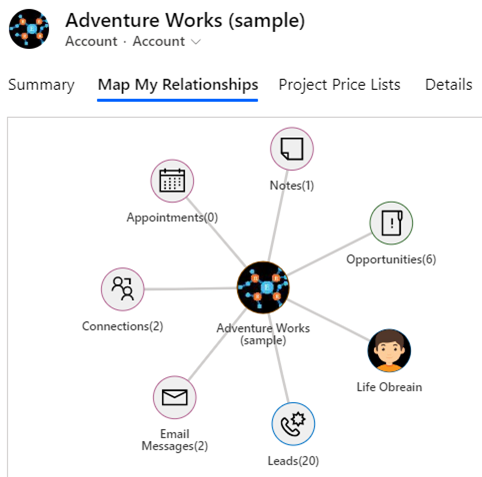 Adventure Works (sample)
Account · Account
Summary Map My Relationships Project Price Lists Details
Notes(1)
Appointments(0)
Opportunities(6)
Connections(2)
Adventure Works
(sample)
Life Obreain
Email
Messages(2)
Leads(20)